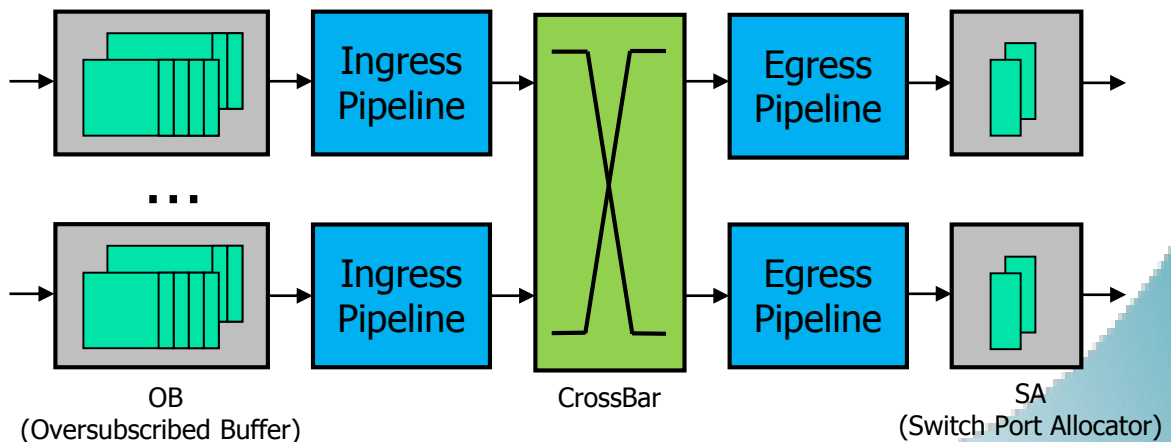 Ingress
Pipeline
Egress
Pipeline
...
Ingress
Pipeline
Egress
Pipeline
OB
(Oversubscribed Buffer)
CrossBar
SA
(Switch Port Allocator)